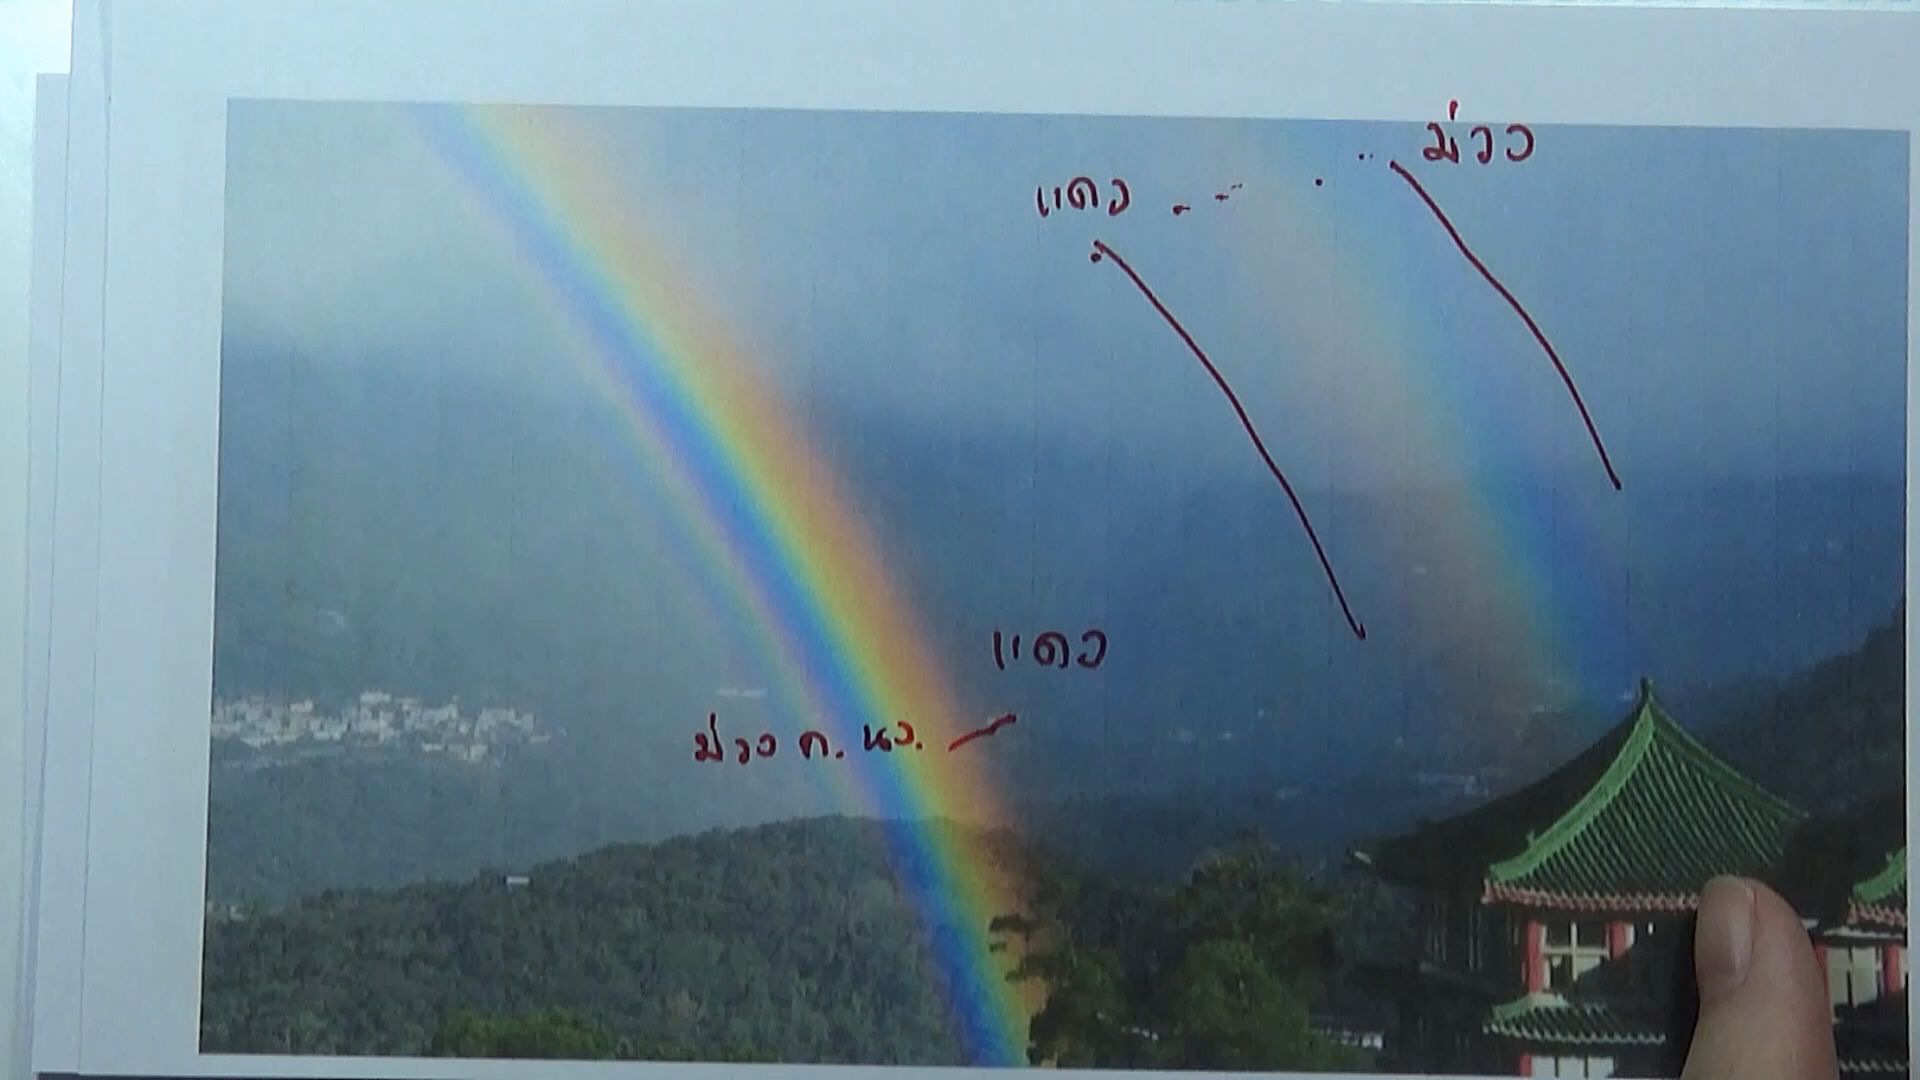 ม่วง
แดง
แดง
ม่วง ค. นง.